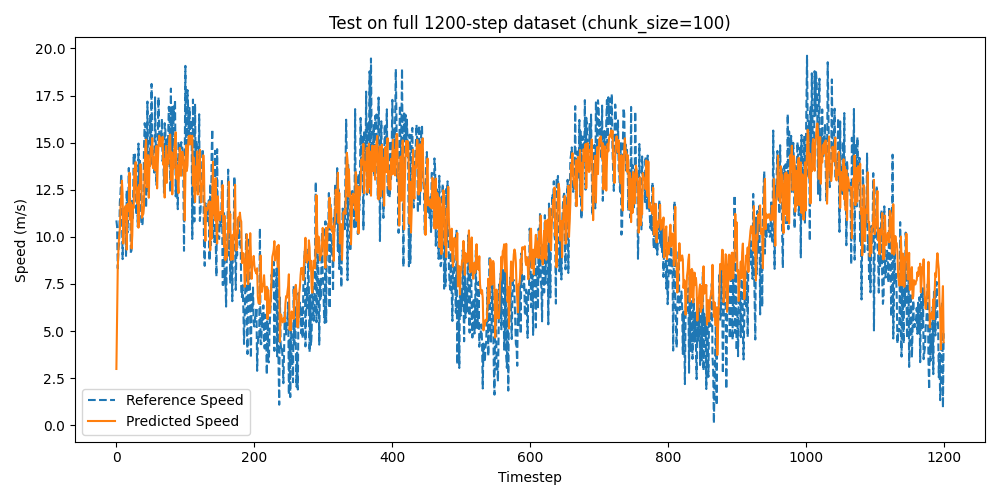 Test on full 1200-step dataset (chunk_size=100)
20.0
17.5
15.0
12.5
10.0
7.5
5.0
2.5
0.0
Speed (m/s)
Reference Speed
Predicted Speed
0 200 400 600 800 1000 1200
Timestep